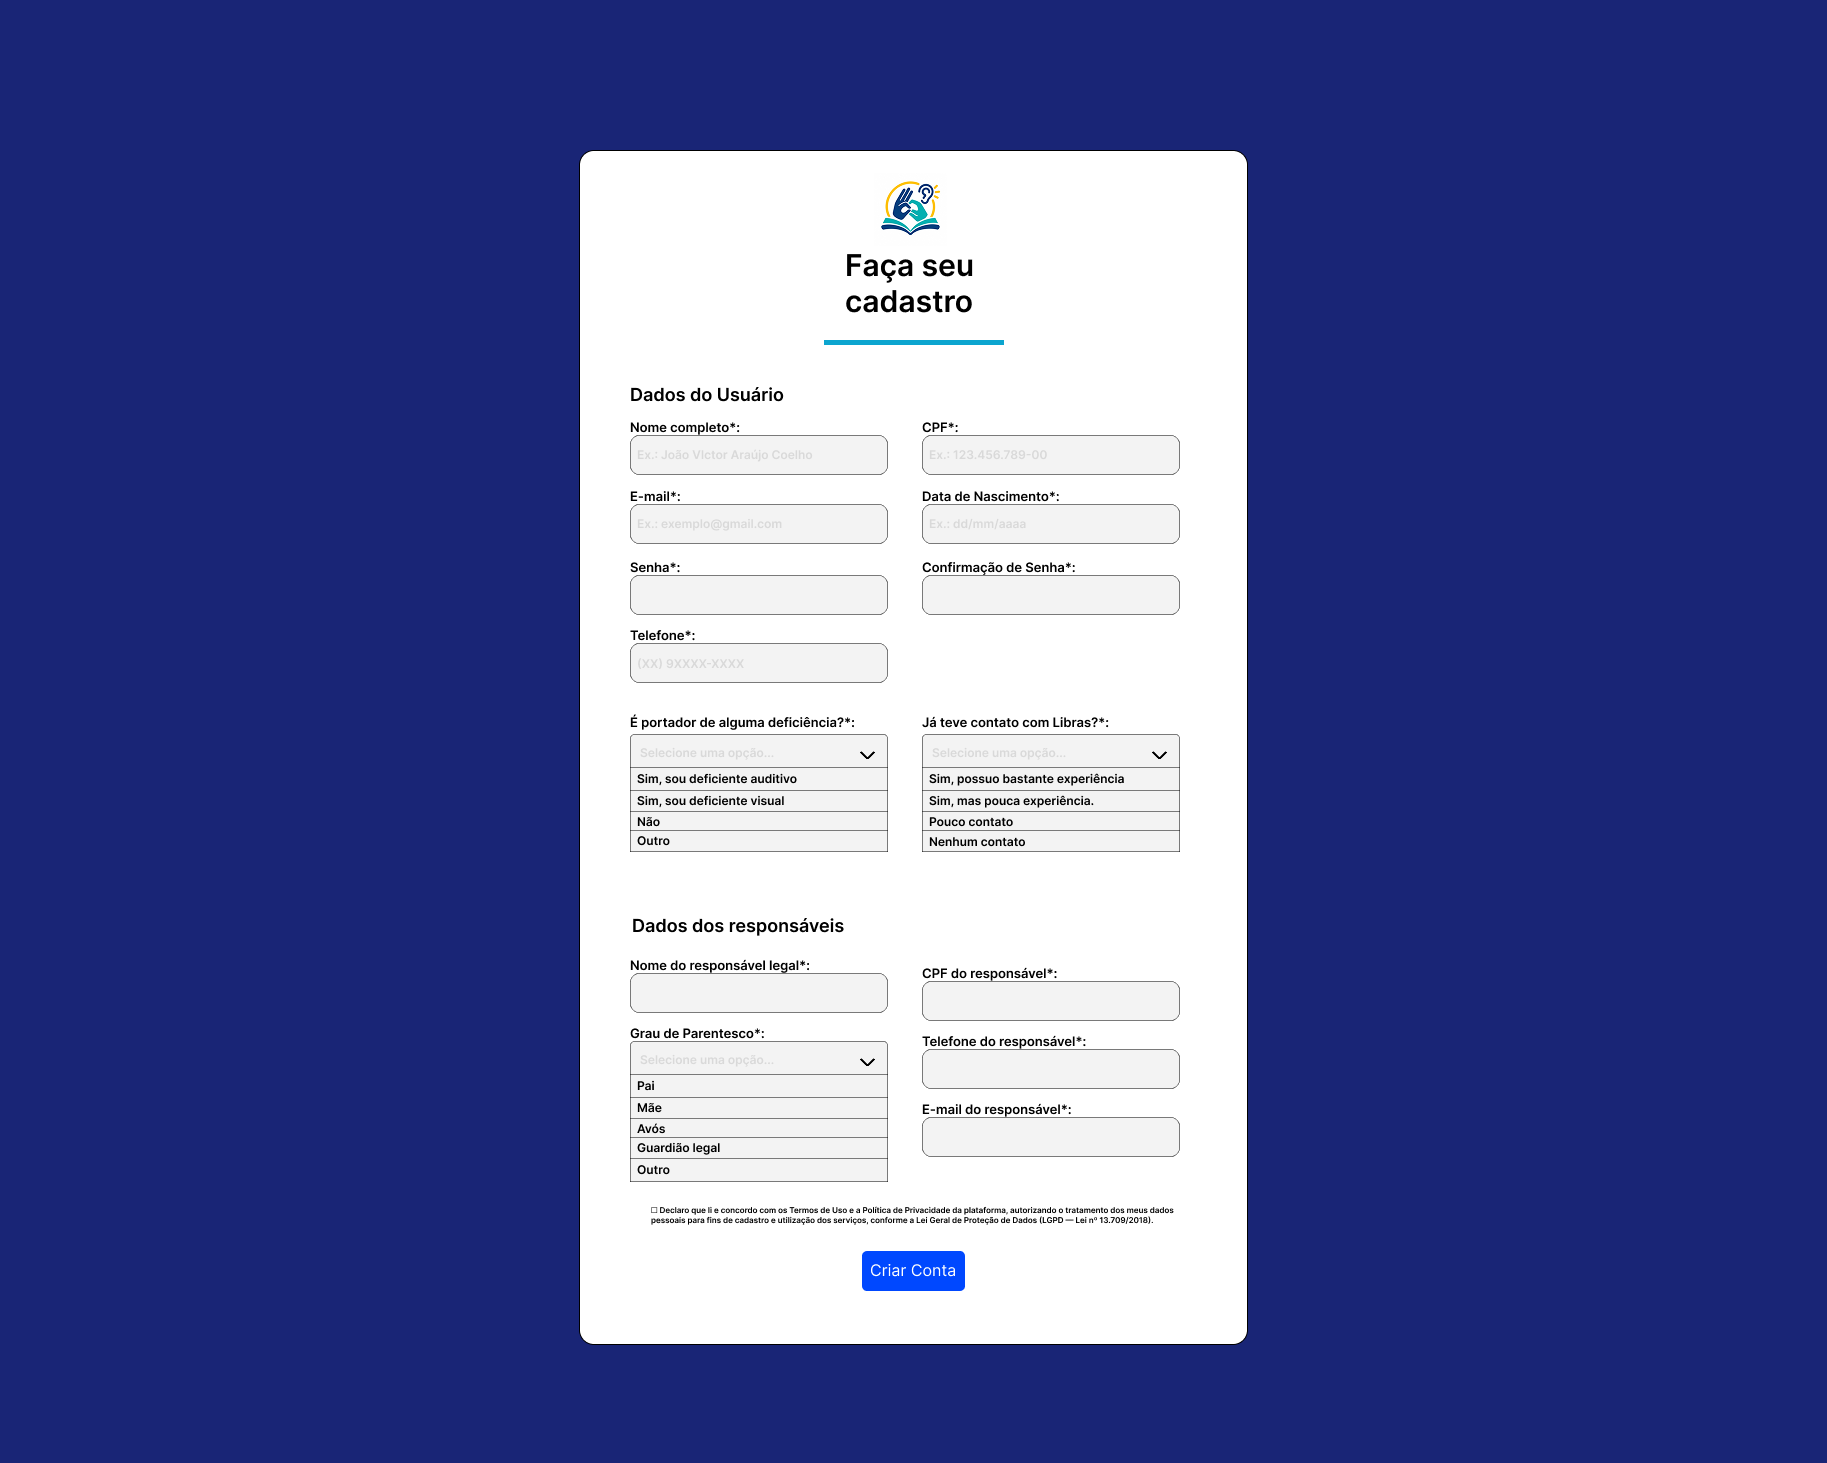 Faça seu
cadastro
Dados do Usuário
Nome completo*:
CPF*:
Ex.: João Victor Araújo Coelho
Ex.: 123.456.789-00
E-mail*:
Data de Nascimento*:
Ex.: exemplo@gmail.com
Ex.: dd/mm/aaaa
Senha*:
Confirmação de Senha*:
Telefone*:
(XX) 9XXXX-XXXX
É portador de alguma deficiência?*:
Selecione uma opção...
Sim, sou deficiente auditivo
Sim, sou deficiente visual
Não
Outro
Já teve contato com Libras?*:
Selecione uma opção...
Sim, possuo bastante experiência
Sim, mas pouca experiência.
Pouco contato
Nenhum contato
Dados dos responsáveis
Nome do responsável legal*:
CPF do responsável*:
Grau de Parentesco*:
Selecione uma opção...
Pai
Mãe
Avós
Guardião legal
Outro
Telefone do responsável*:
E-mail do responsável*:
☐ Declaro que li e concordo com os Termos de Uso e a Política de Privacidade da plataforma, autorizando o tratamento dos meus dados
pessoais para fins de cadastro e utilização dos serviços, conforme a Lei Geral de Proteção de Dados (LGPD — Lei nº 13.709/2018).
Criar Conta